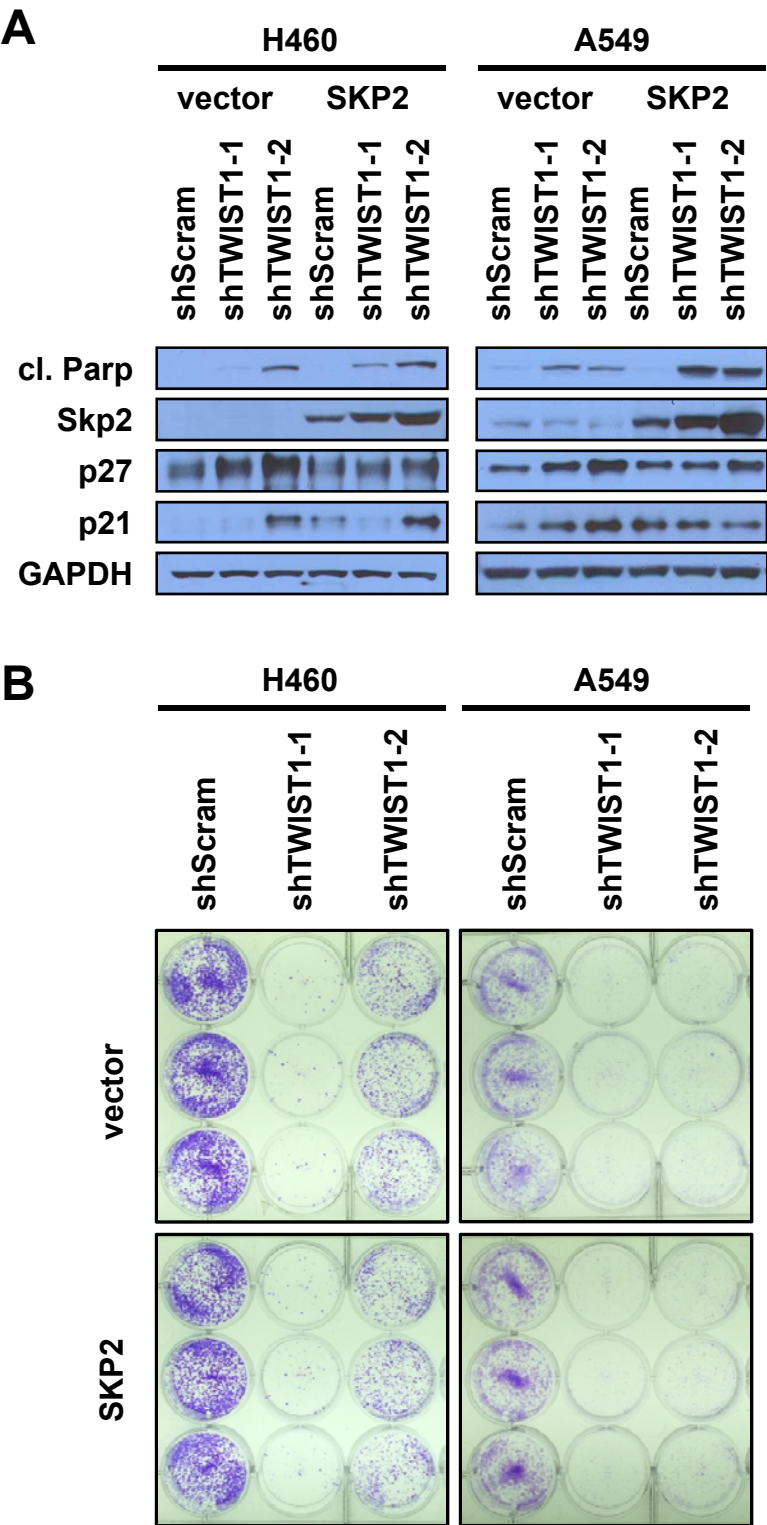 A
H460 A549
vector SKP2 vector SKP2
shScram shTWIST1-1 shTWIST1-2 shScram shTWIST1-1 shTWIST1-2 shScram shTWIST1-1 shTWIST1-2 shScram shTWIST1-1 shTWIST1-2
cl. Parp
Skp2
p27
p21
GAPDH
B
H460 A549
shScram shTWIST1-1 shTWIST1-2 shScram shTWIST1-1 shTWIST1-2
vector
SKP2